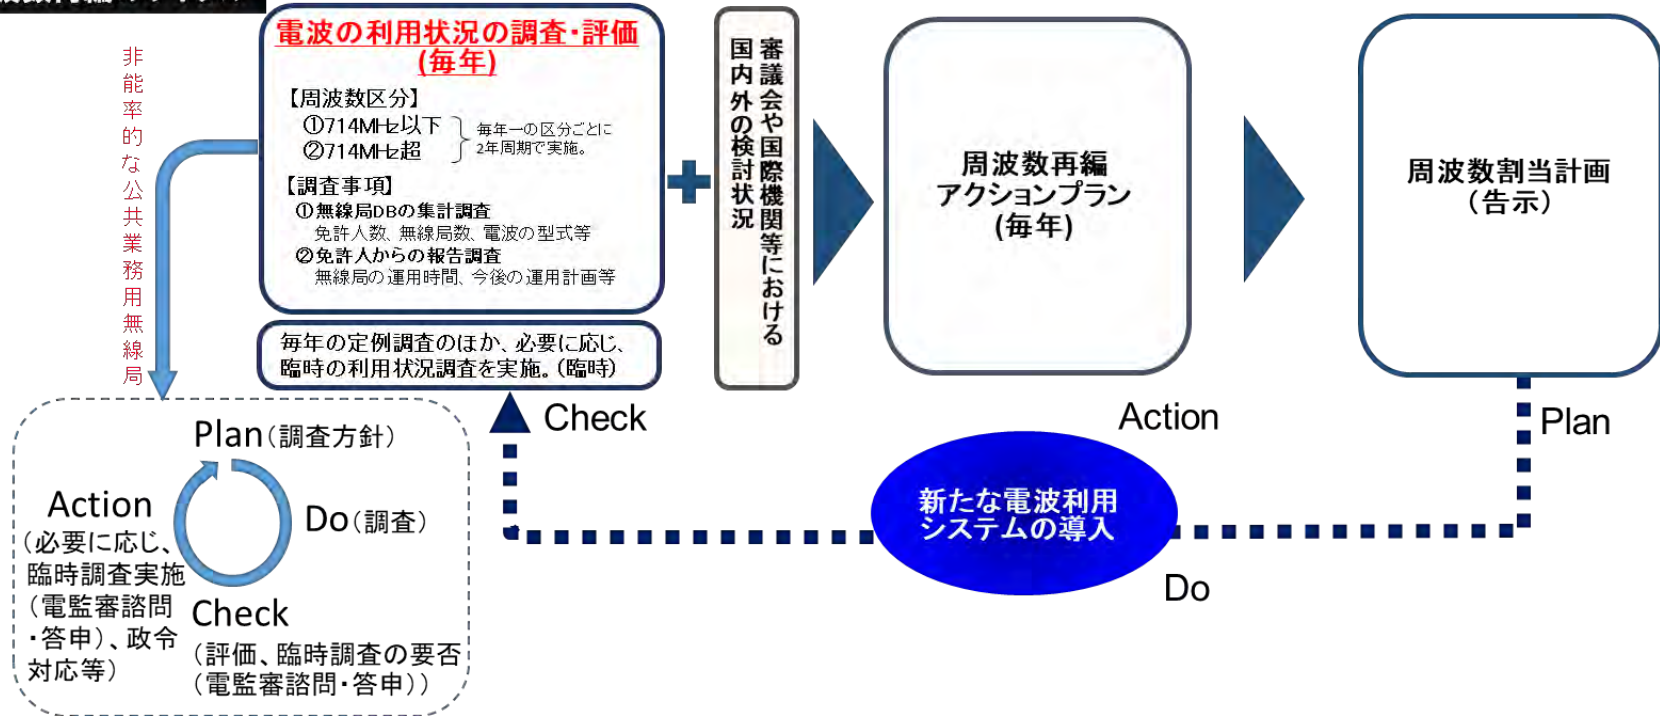 電波の利用状況の調査・評価
(毎年)
【周波数区分】
①714MHz以下
②714MHz超
毎年一の区分ごとに
2年周期で実施。
【調査事項】
①無線局DBの集計調査
免許人数、無線局数、電波の型式等
②免許人からの報告調査
無線局の運用時間、今後の運用計画等
毎年の定例調査のほか、必要に応じ、
臨時の利用状況調査を実施。(臨時)
非能率的な公共業務用無線局
審議会や国際機関等における
国内外の検討状況
周波数再編
アクションプラン
(毎年)
周波数割当計画
(告示)
Check
Action
Plan
新たな電波利用
システムの導入
Do
Plan(調査方針)
Do(調査)
Check
(評価、臨時調査の要否
(電監審諮問・答申))
Action
(必要に応じ、
臨時調査実施
(電監審諮問
・答申)、政令
対応等)